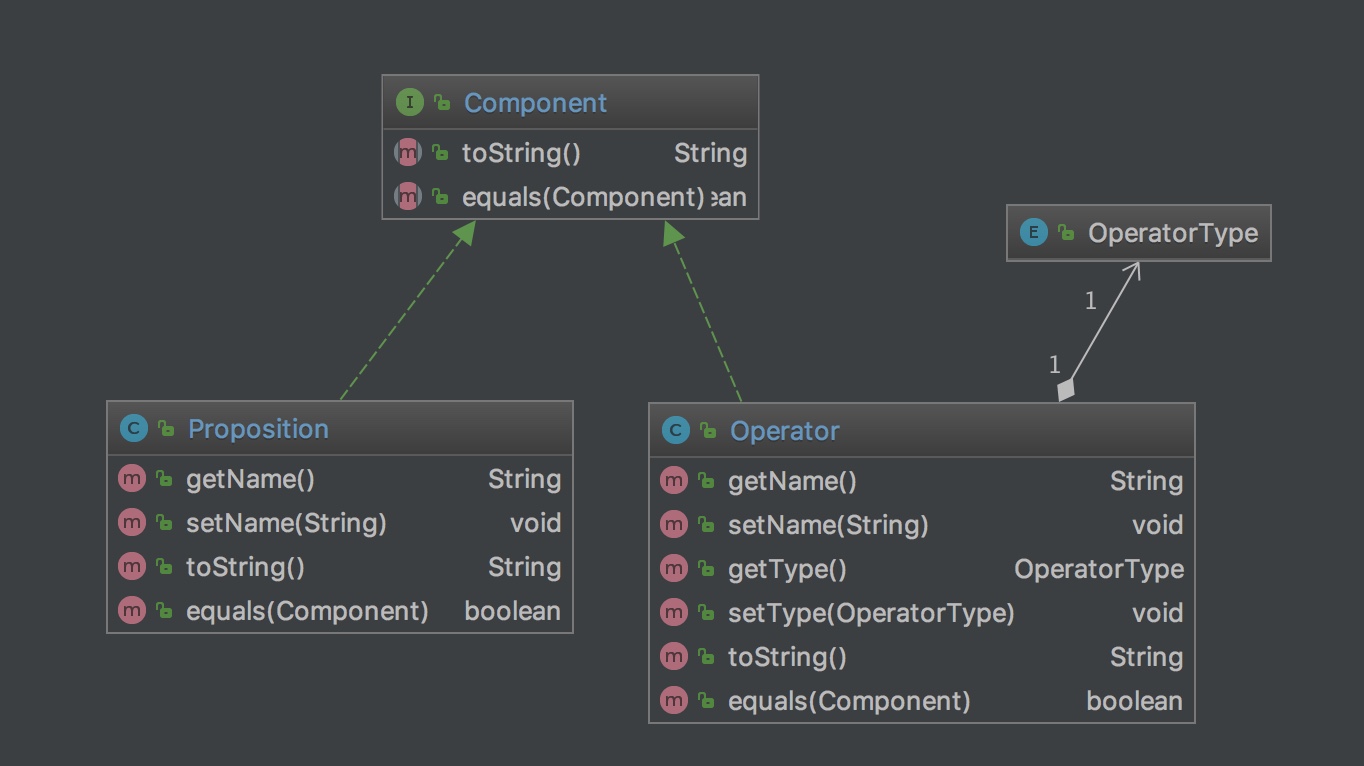 I Component
m toString() String
m equals(Component) ean
E OperatorType
1
1
C Proposition
m getName() String
m setName(String) void
m toString() String
m equals(Component) boolean
C Operator
m getName() String
m setName(String) void
m getType() OperatorType
m setType(OperatorType) void
m toString() String
m equals(Component) boolean